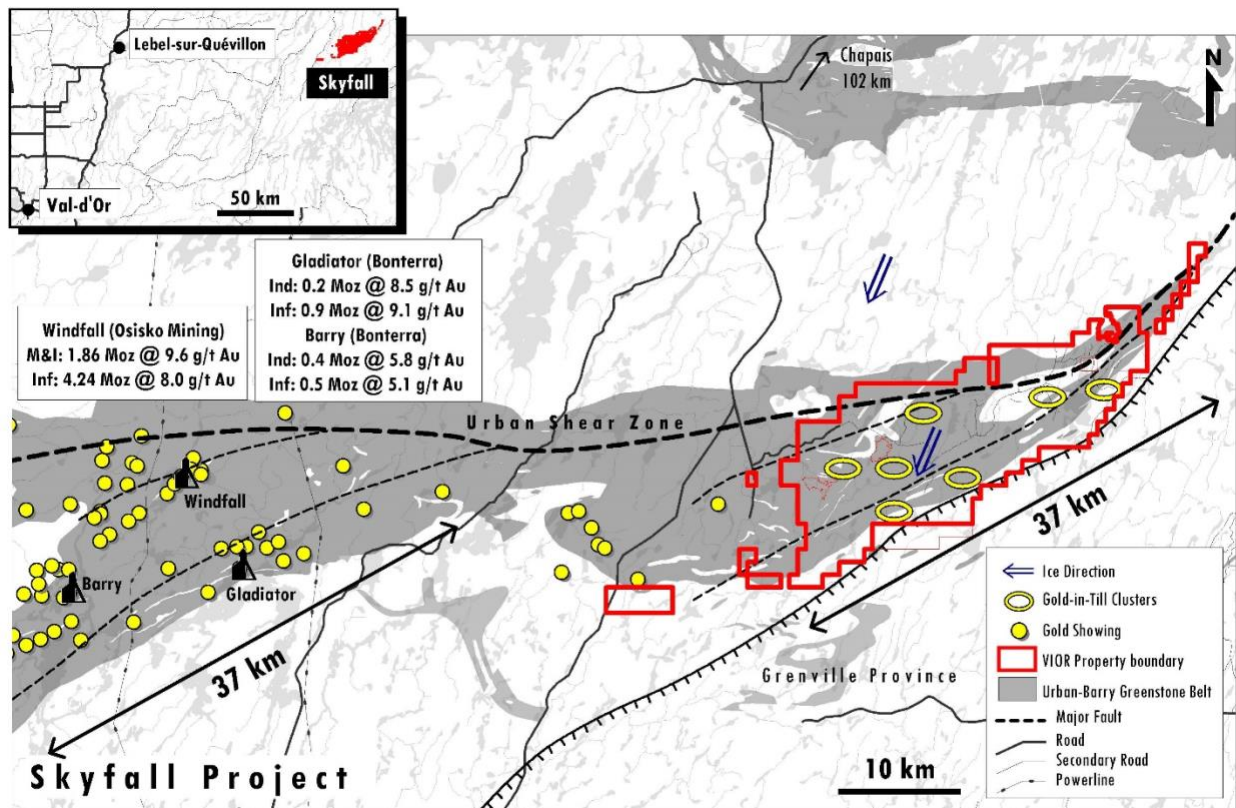 Lebel-sur-Quévillon
Skyfall
Val-d'Or
50 km
Chapais
102 km
N
Gladiator (Bonterra)
Ind: 0.2 Moz @ 8.5 g/t Au
Inf: 0.9 Moz @ 9.1 g/t Au
Barry (Bonterra)
Ind: 0.4 Moz @ 5.8 g/t Au
Inf: 0.5 Moz @ 5.1 g/t Au
Windfall (Osisko Mining)
M&I: 1.86 Moz @ 9.6 g/t Au
Inf: 4.24 Moz @ 8.0 g/t Au
Urban Shear Zone
Windfall
Gladiator
Barry
37 km
37 km
Grenville Province
Skyfall Project
10 km
Ice Direction
Gold-in-Till Clusters
Gold Showing
VIOR Property boundary
Urban-Barry Greenstone Belt
Major Fault
Road
Secondary Road
Powerline